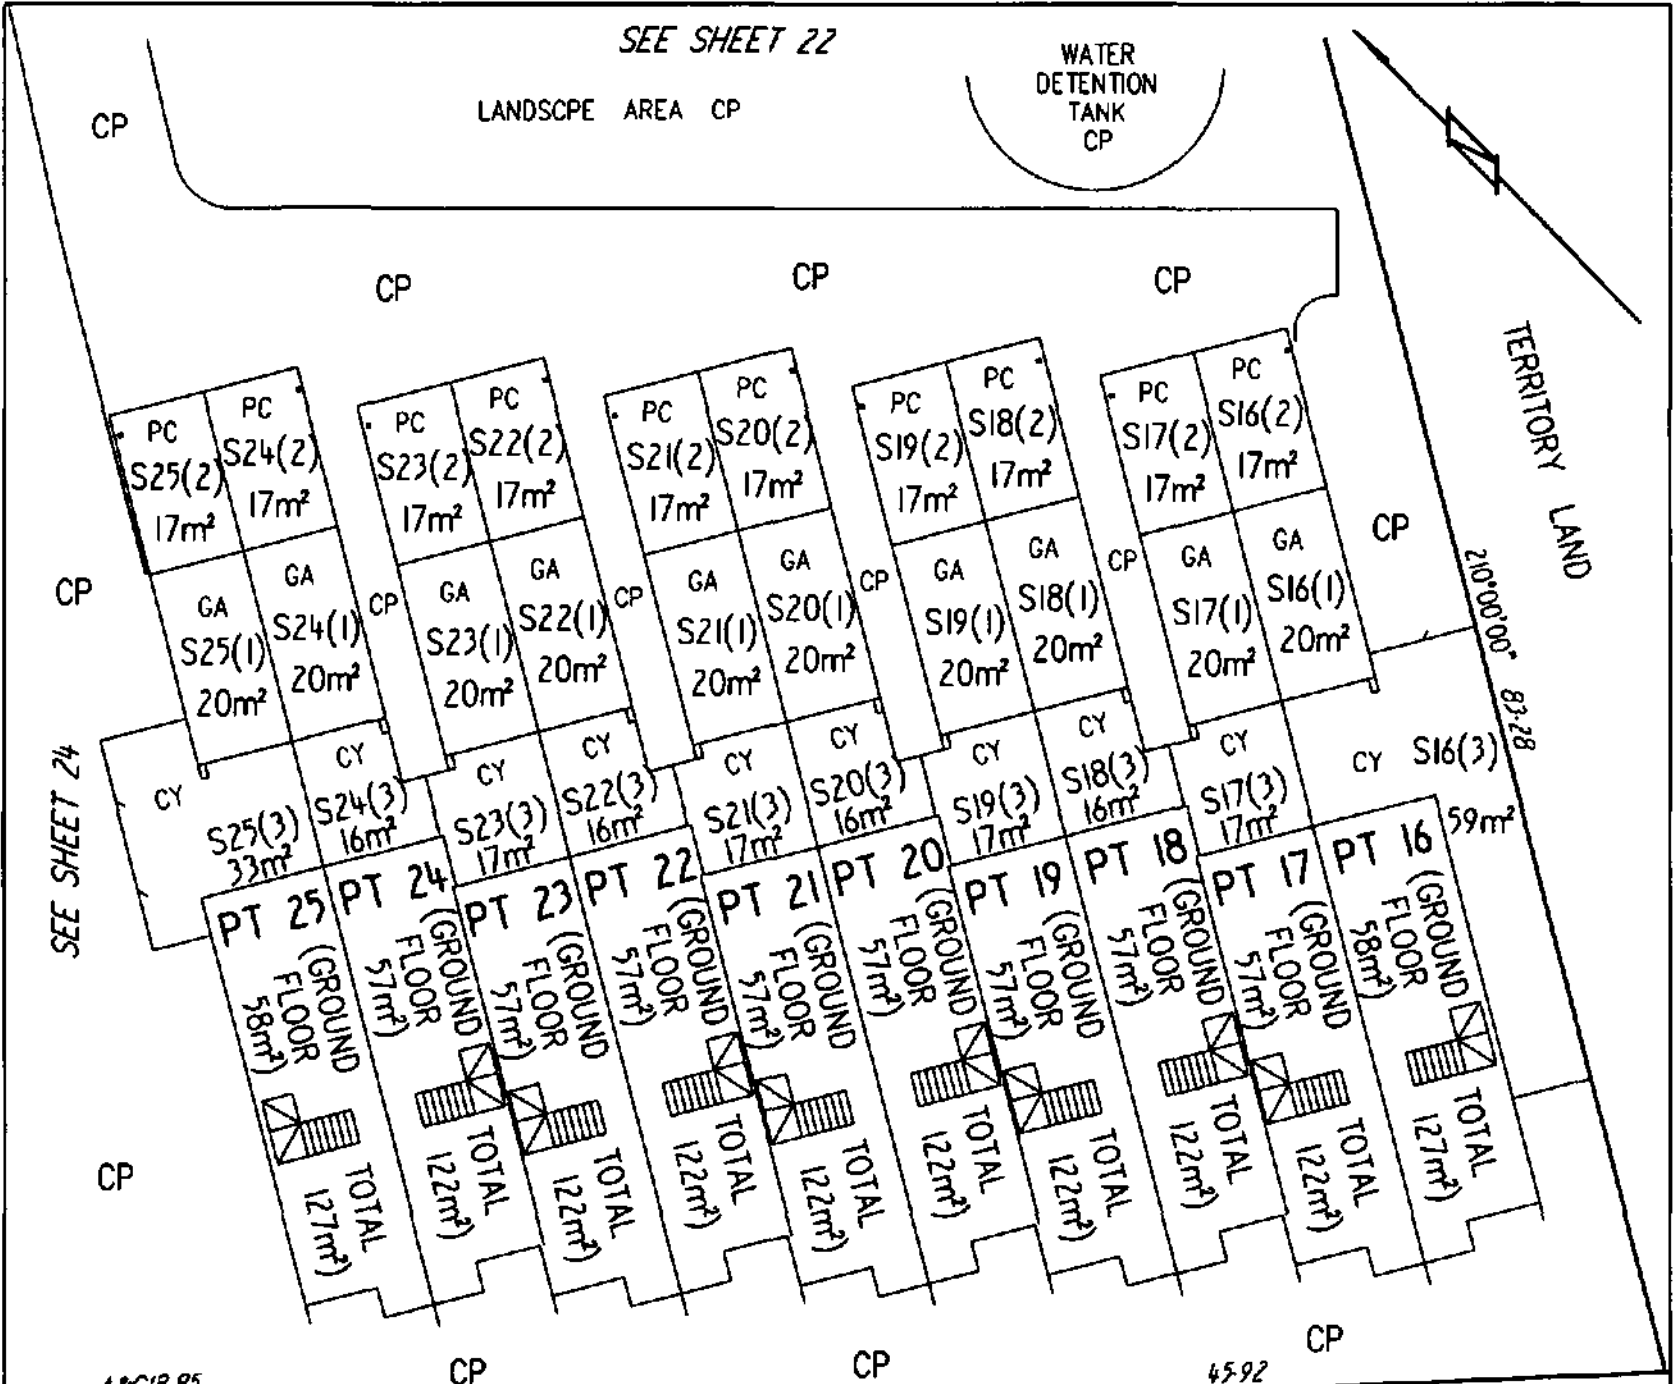 SEE SHEET 22
WATER
DETENTION
TANK
CP
LANDSCPE AREA CP
CP
CP
CP
CP
TERRITORY LAND
PC
S25(2)
17m²
PC
S24(2)
17m²
PC
S23(2)
17m²
PC
S22(2)
17m²
PC
S21(2)
17m²
PC
S20(2)
17m²
PC
S19(2)
17m²
PC
S18(2)
17m²
PC
S17(2)
17m²
PC
S16(2)
17m²
CP
CP
GA
S25(1)
20m²
GA
S24(1)
20m²
CP
GA
S23(1)
20m²
GA
S22(1)
20m²
CP
GA
S21(1)
20m²
GA
S20(1)
20m²
CP
GA
S19(1)
20m²
GA
S18(1)
20m²
CP
GA
S17(1)
20m²
GA
S16(1)
20m²
210°00'00" 83·28
SEE SHEET 24
CY
S25(3)
33m²
CY
S24(3)
16m²
CY
S23(3)
17m²
CY
S22(3)
16m²
CY
S21(3)
17m²
CY
S20(3)
16m²
CY
S19(3)
17m²
CY
S18(3)
16m²
CY
S17(3)
17m²
CY S16(3)
59m²
PT 25
(GROUND
FLOOR
58m²)
TOTAL
127m²)
PT 24
(GROUND
FLOOR
57m²)
TOTAL
122m²)
PT 23
(GROUND
FLOOR
57m²)
TOTAL
122m²)
PT 22
(GROUND
FLOOR
57m²)
TOTAL
122m²)
PT 21
(GROUND
FLOOR
57m²)
TOTAL
122m²)
PT 20
(GROUND
FLOOR
57m²)
TOTAL
122m²)
PT 19
(GROUND
FLOOR
57m²)
TOTAL
122m²)
PT 18
(GROUND
FLOOR
57m²)
TOTAL
122m²)
PT 17
(GROUND
FLOOR
57m²)
TOTAL
122m²)
PT 16
(GROUND
FLOOR
58m²)
TOTAL
127m²)
CP
CP
CP
CP
45·92